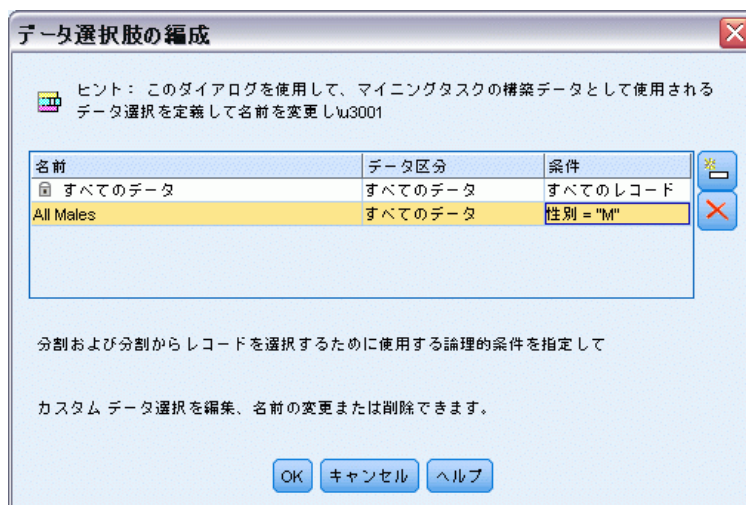 データ選択肢の編成
ヒント： このダイアログを使用して、マイニングタスクの構築データとして使用される
データ選択を定義して名前を変更し\u3001
名前 データ区分 条件
すべてのデータ すべてのデータ すべてのレコード
All Males すべてのデータ 性別 = "M"
分割および分割からレコードを選択するために使用する論理的条件を指定して
カスタム データ選択を編集、名前の変更または削除できます。
OK キャンセル ヘルプ